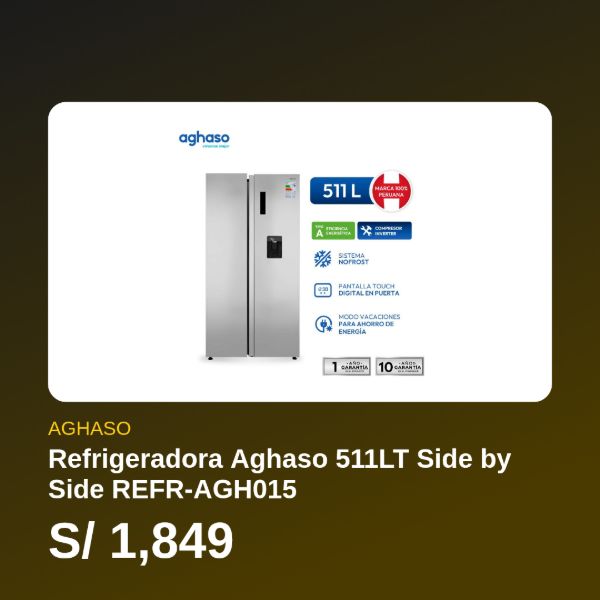 aghaso
511 L
MARCA 100%
PERUANA
A
EFICIENCIA
ENERGÉTICA
COMPRESOR
INVERTER
SISTEMA
NOFROST
PANTALLA TOUCH
DIGITAL EN PUERTA
MODO VACACIONES
PARA AHORRO DE
ENERGÍA
1 AÑO
GARANTÍA
10 AÑOS
GARANTÍA
AGHASO
Refrigeradora Aghaso 511LT Side by
Side REFR-AGH015
S/ 1,849